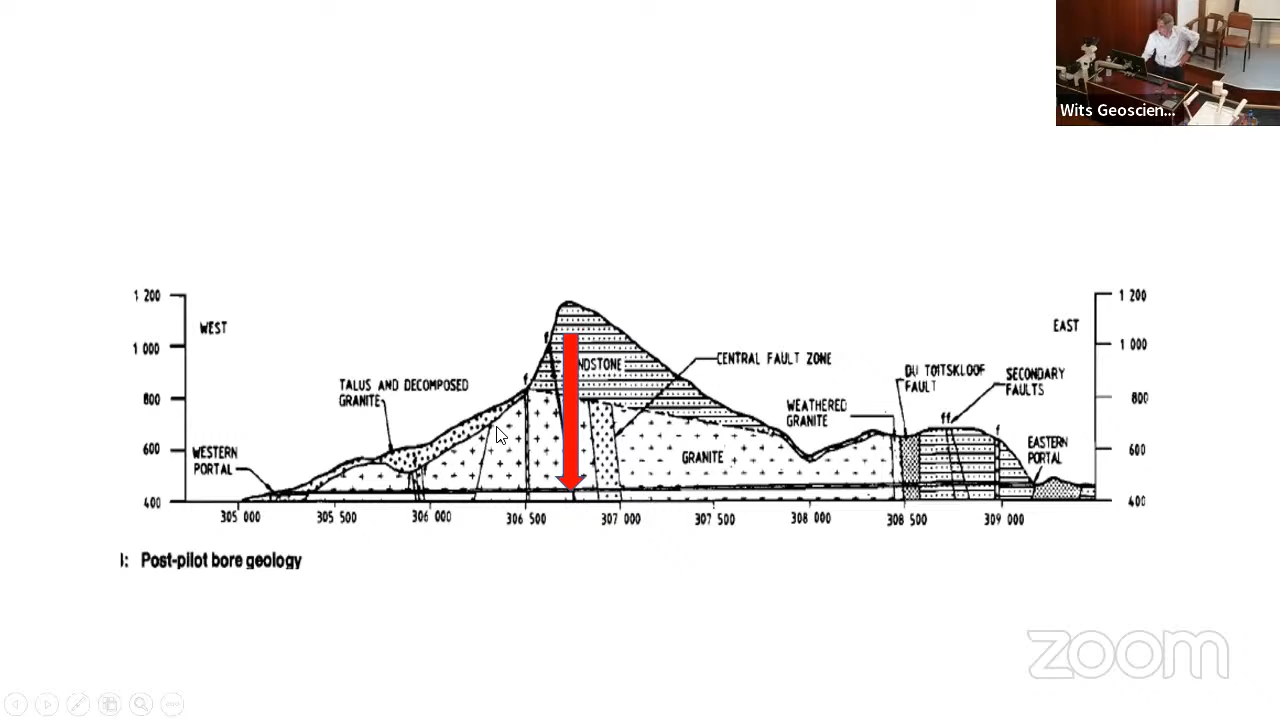 Wits Geoscien...
1 200
1 200
WEST
EAST
1 000
1 000
NDSTONE
CENTRAL FAULT ZONE
DU TOITSKLOOF
FAULT
SECONDARY
FAULTS
TALUS AND DECOMPOSED
GRANITE
800
800
f
f
ff
f
WEATHERED
GRANITE
WESTERN
PORTAL
600
600
GRANITE
EASTERN
PORTAL
400
400
305 000
305 500
306 000
306 500
307 000
307 500
308 000
308 500
309 000
: Post-pilot bore geology
zoom